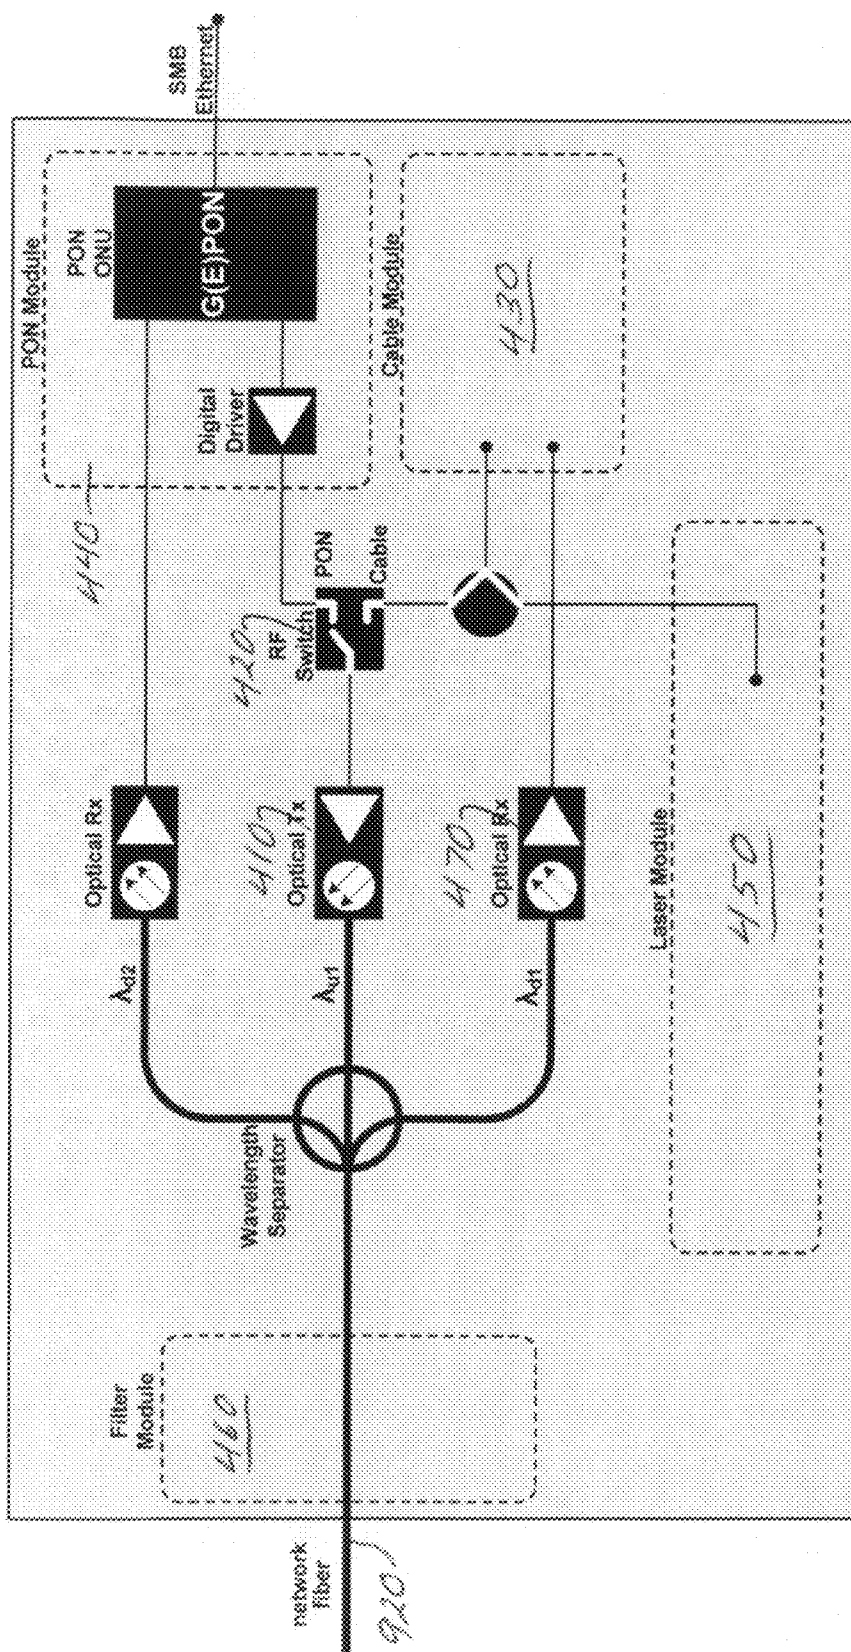 SMB
Ethernet
PON Module
PON
ONU
G(E)PON
Digital
Driver
440
Cable Module
430
PON
Cable
420
RF
Switch
Optical Rx
410
Optical Tx
470
Optical Rx
Laser Module
450
λd2
λu1
λd1
Wavelength
Separator
Filter
Module
460
network
fiber
920